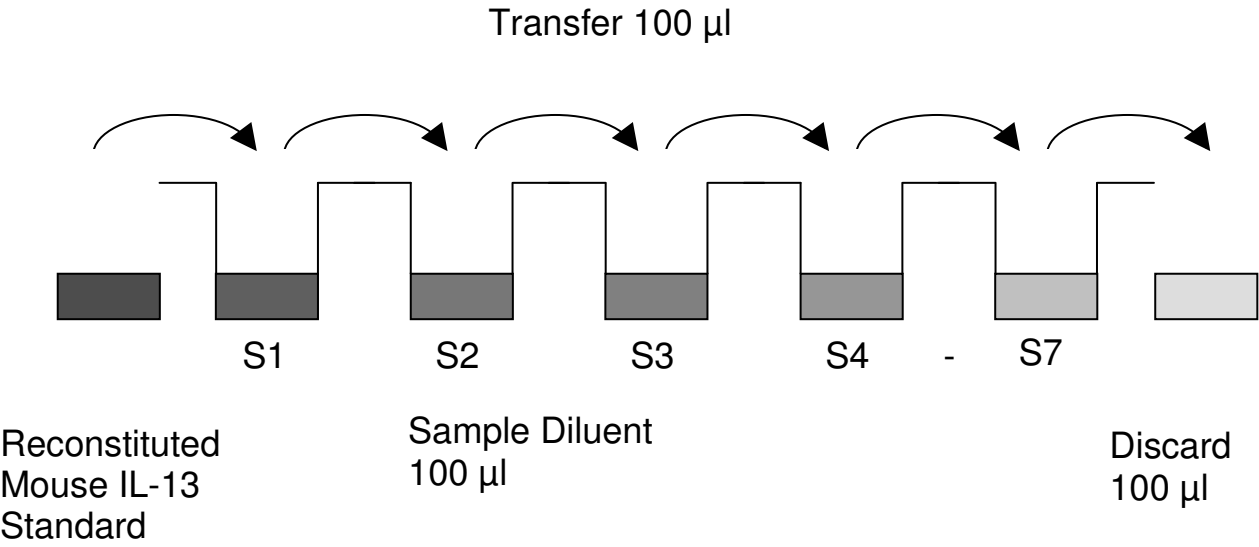 Transfer 100 µl
S1 S2 S3 S4 - S7
Reconstituted
Mouse IL-13
Standard
Sample Diluent
100 µl
Discard
100 µl